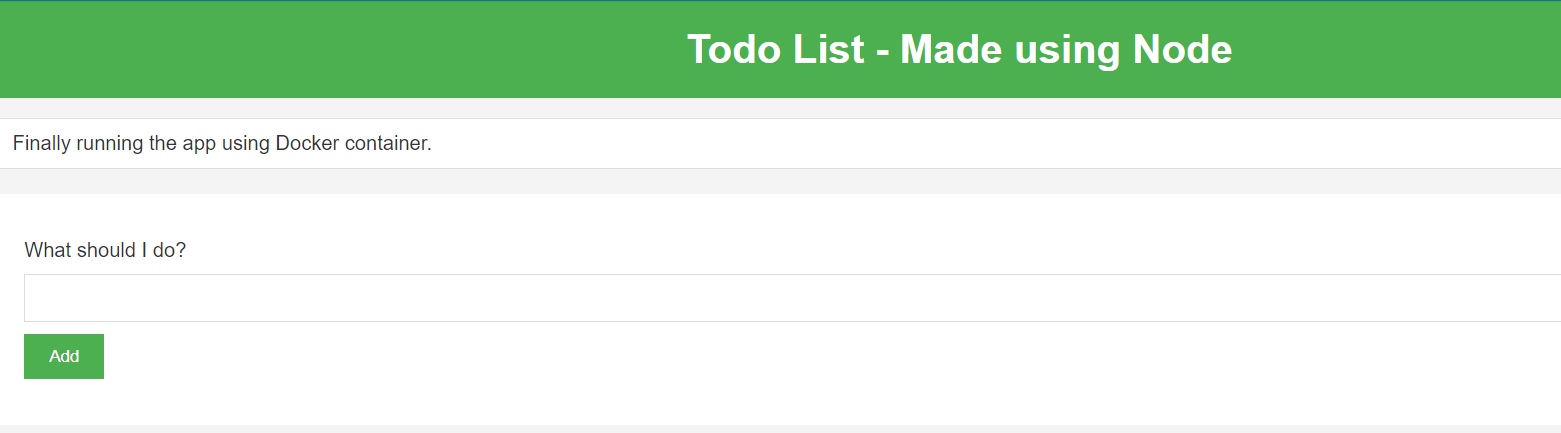 Todo List - Made using Node
Finally running the app using Docker container.
What should I do?
Add